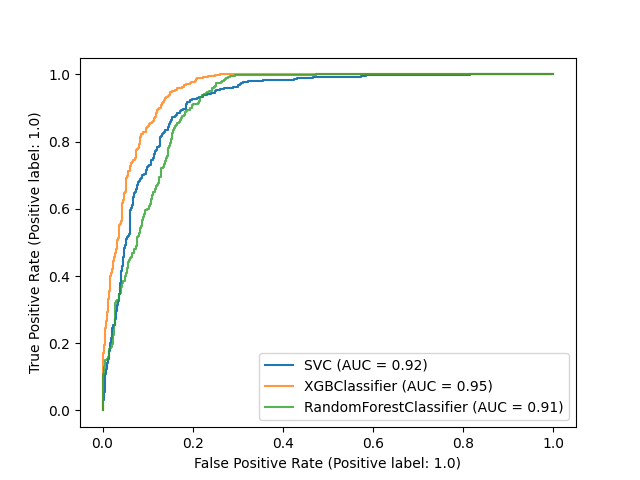 1.0
0.8
0.6
0.4
0.2
0.0
True Positive Rate (Positive label: 1.0)
SVC (AUC = 0.92)
XGBClassifier (AUC = 0.95)
RandomForestClassifier (AUC = 0.91)
0.0 0.2 0.4 0.6 0.8 1.0
False Positive Rate (Positive label: 1.0)